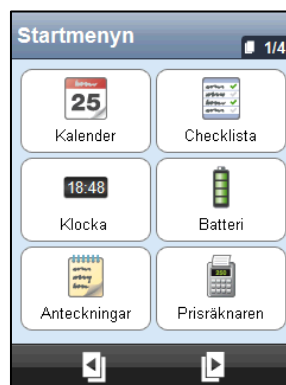 Startmenyn
1/4
25
Kalender
Checklista
18:48
Klocka
Batteri
Anteckningar
Prisräknaren